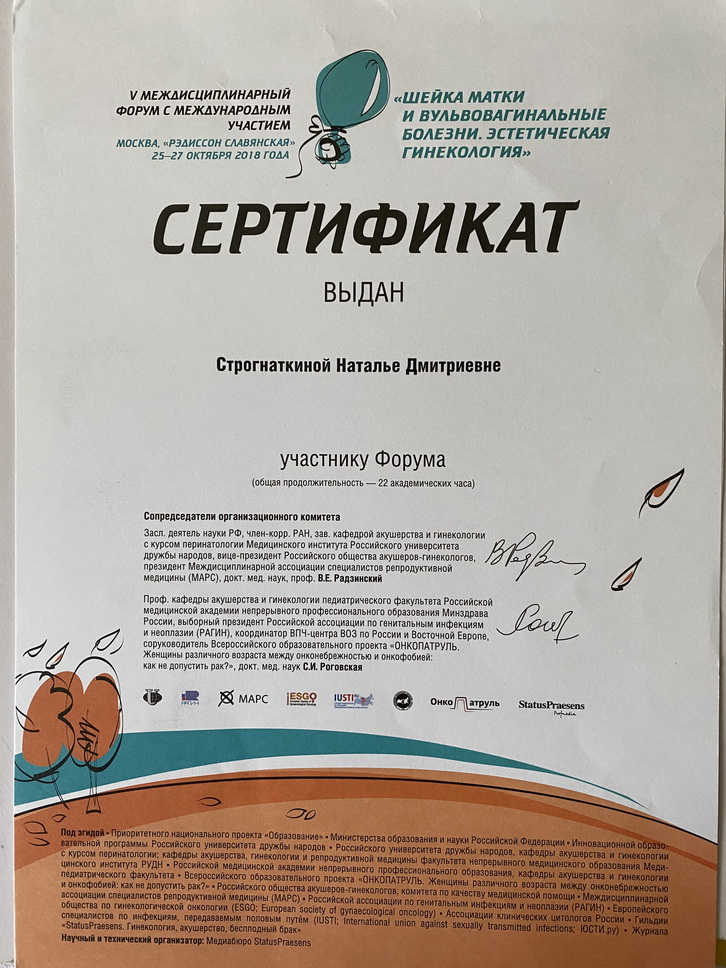 V МЕЖДИСЦИПЛИНАРНЫЙ
ФОРУМ С МЕЖДУНАРОДНЫМ
УЧАСТИЕМ
МОСКВА, «РЭДИССОН СЛАВЯНСКАЯ»
25–27 ОКТЯБРЯ 2018 ГОДА
«ШЕЙКА МАТКИ
И ВУЛЬВОВАГИНАЛЬНЫЕ
БОЛЕЗНИ. ЭСТЕТИЧЕСКАЯ
ГИНЕКОЛОГИЯ»
СЕРТИФИКАТ
ВЫДАН
Строгнаткиной Наталье Дмитриевне
участнику Форума
(общая продолжительность — 22 академических часа)
Сопредседатели организационного комитета
Засл. деятель науки РФ, член-корр. РАН, зав. кафедрой акушерства и гинекологии
с курсом перинатологии Медицинского института Российского университета
дружбы народов, вице-президент Российского общества акушеров-гинекологов,
президент Междисциплинарной ассоциации специалистов репродуктивной
медицины (МАРС), докт. мед. наук, проф. В.Е. Радзинский
Проф. кафедры акушерства и гинекологии педиатрического факультета Российской
медицинской академии непрерывного профессионального образования Минздрава
России, выборный президент Российской ассоциации по генитальным инфекциям
и неоплазии (РАГИН), координатор ВПЧ-центра ВОЗ по России и Восточной Европе,
соруководитель Всероссийского образовательного проекта «ОНКОПАТРУЛЬ.
Женщины различного возраста между онконебрежностью и онкофобией:
как не допустить рак?», докт. мед. наук С.И. Роговская
РАГИН
МАРС
ESGO
IUSTI
ОнкоПатруль
StatusPraesens
Profmedia
Под эгидой • Приоритетного национального проекта «Образование» • Министерства образования и науки Российской Федерации • Инновационной образо-
вательной программы Российского университета дружбы народов • Российского университета дружбы народов, кафедры акушерства и гинекологии
с курсом перинатологии; кафедры акушерства, гинекологии и репродуктивной медицины факультета непрерывного медицинского образования Меди-
цинского института РУДН • Российской медицинской академии непрерывного профессионального образования, кафедры акушерства и гинекологии
педиатрического факультета • Всероссийского образовательного проекта «ОНКОПАТРУЛЬ. Женщины различного возраста между онконебрежностью
и онкофобией: как не допустить рак?» • Российского общества акушеров-гинекологов, комитета по качеству медицинской помощи • Междисциплинарной
ассоциации специалистов репродуктивной медицины (МАРС) • Российской ассоциации по генитальным инфекциям и неоплазии (РАГИН) • Европейского
общества по гинекологической онкологии (ESGO; European society of gynaecological oncology) • Ассоциации клинических цитологов России • Гильдии
специалистов по инфекциям, передаваемым половым путём (IUSTI; International union against sexually transmitted infections; ЮСТИ.ру) • Журнала
«StatusPraesens. Гинекология, акушерство, бесплодный брак»
Научный и технический организатор: Медиабюро StatusPraesens